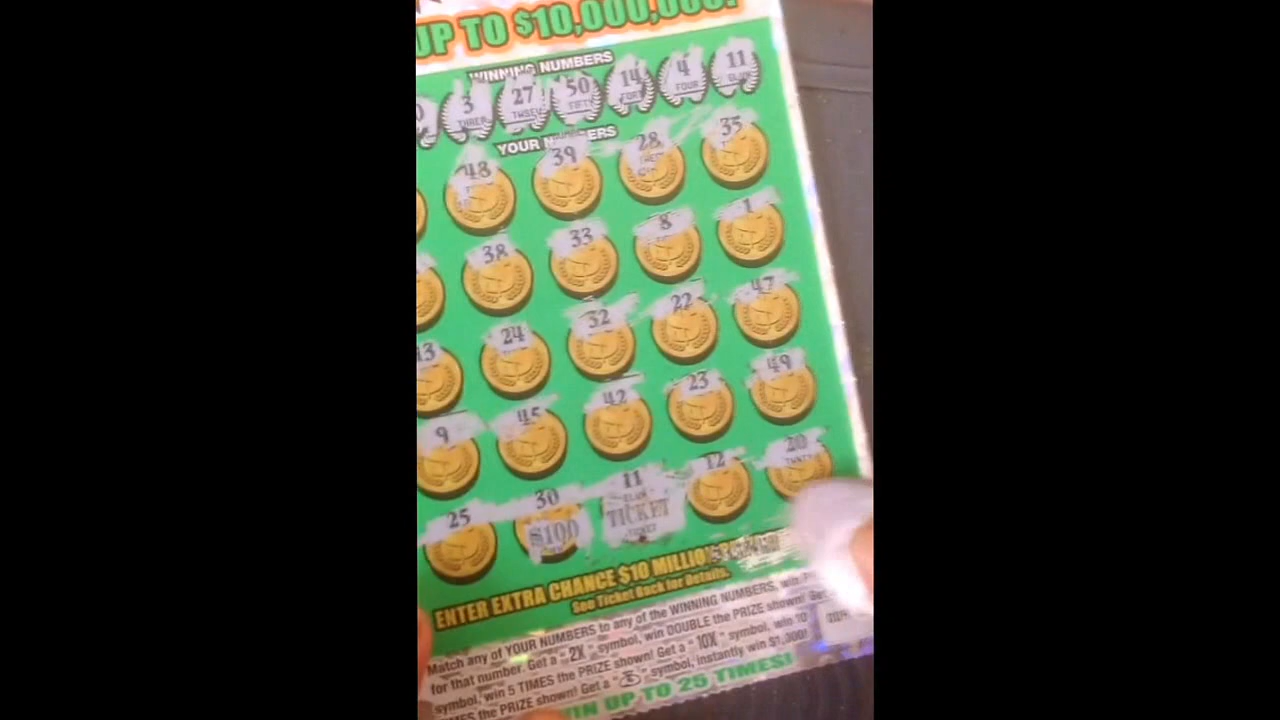 UP TO $10,000,000!
WINNING NUMBERS
3 27 50 14 4 11
FIFTY FOUR
YOUR NUMBERS
48 39 28 35
38 33 8 1
13 24 32 22 47
9 45 42 23 49
25 30 11 12 20
$100 TICKET
ENTER EXTRA CHANCE $10 MILLION
See Ticket Back for Details.
Match any of YOUR NUMBERS to any of the WINNING NUMBERS, win
for that number. Get a "2X" symbol, win DOUBLE the PRIZE shown! Get
symbol, win 5 TIMES the PRIZE shown! Get a "10X" symbol, win 10
TIMES the PRIZE shown! Get a " " symbol, instantly win $1,000!
WIN UP TO 25 TIMES!